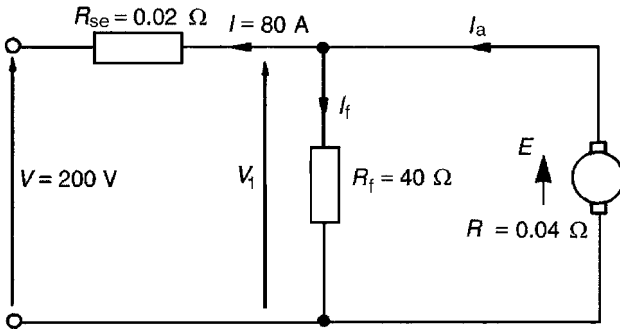 R_se = 0.02 Ω
I = 80 A
I_a
I_f
E
V = 200 V
V_1
R_f = 40 Ω
R = 0.04 Ω